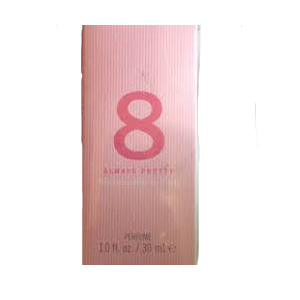 8
ALWAYS PRETTY
PERFUME
1.0 fl. oz / 30 ml e